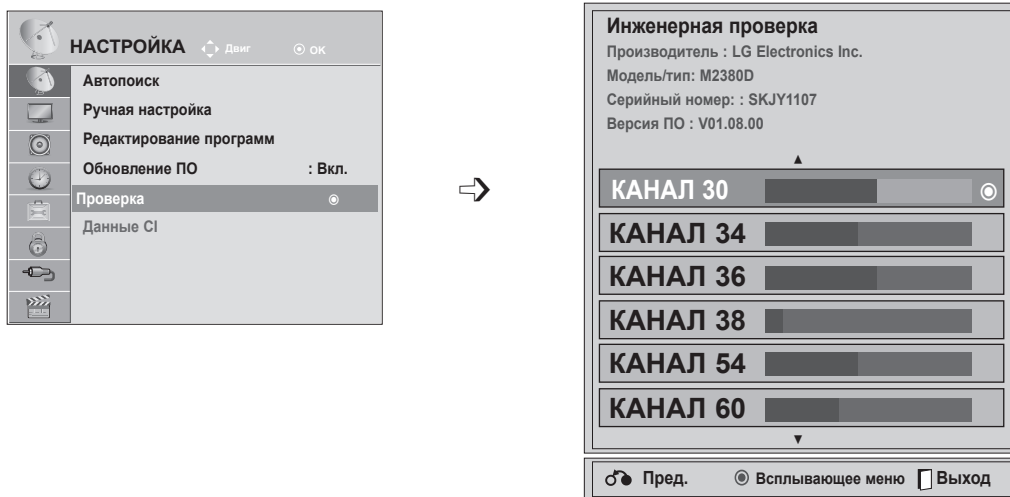 НАСТРОЙКА Двиг ОК
Автопоиск
Ручная настройка
Редактирование программ
Обновление ПО : Вкл.
Проверка
Данные CI
Инженерная проверка
Производитель : LG Electronics Inc.
Модель/тип: M2380D
Серийный номер: : SKJY1107
Версия ПО : V01.08.00
КАНАЛ 30
КАНАЛ 34
КАНАЛ 36
КАНАЛ 38
КАНАЛ 54
КАНАЛ 60
Пред. Всплывающее меню Выход